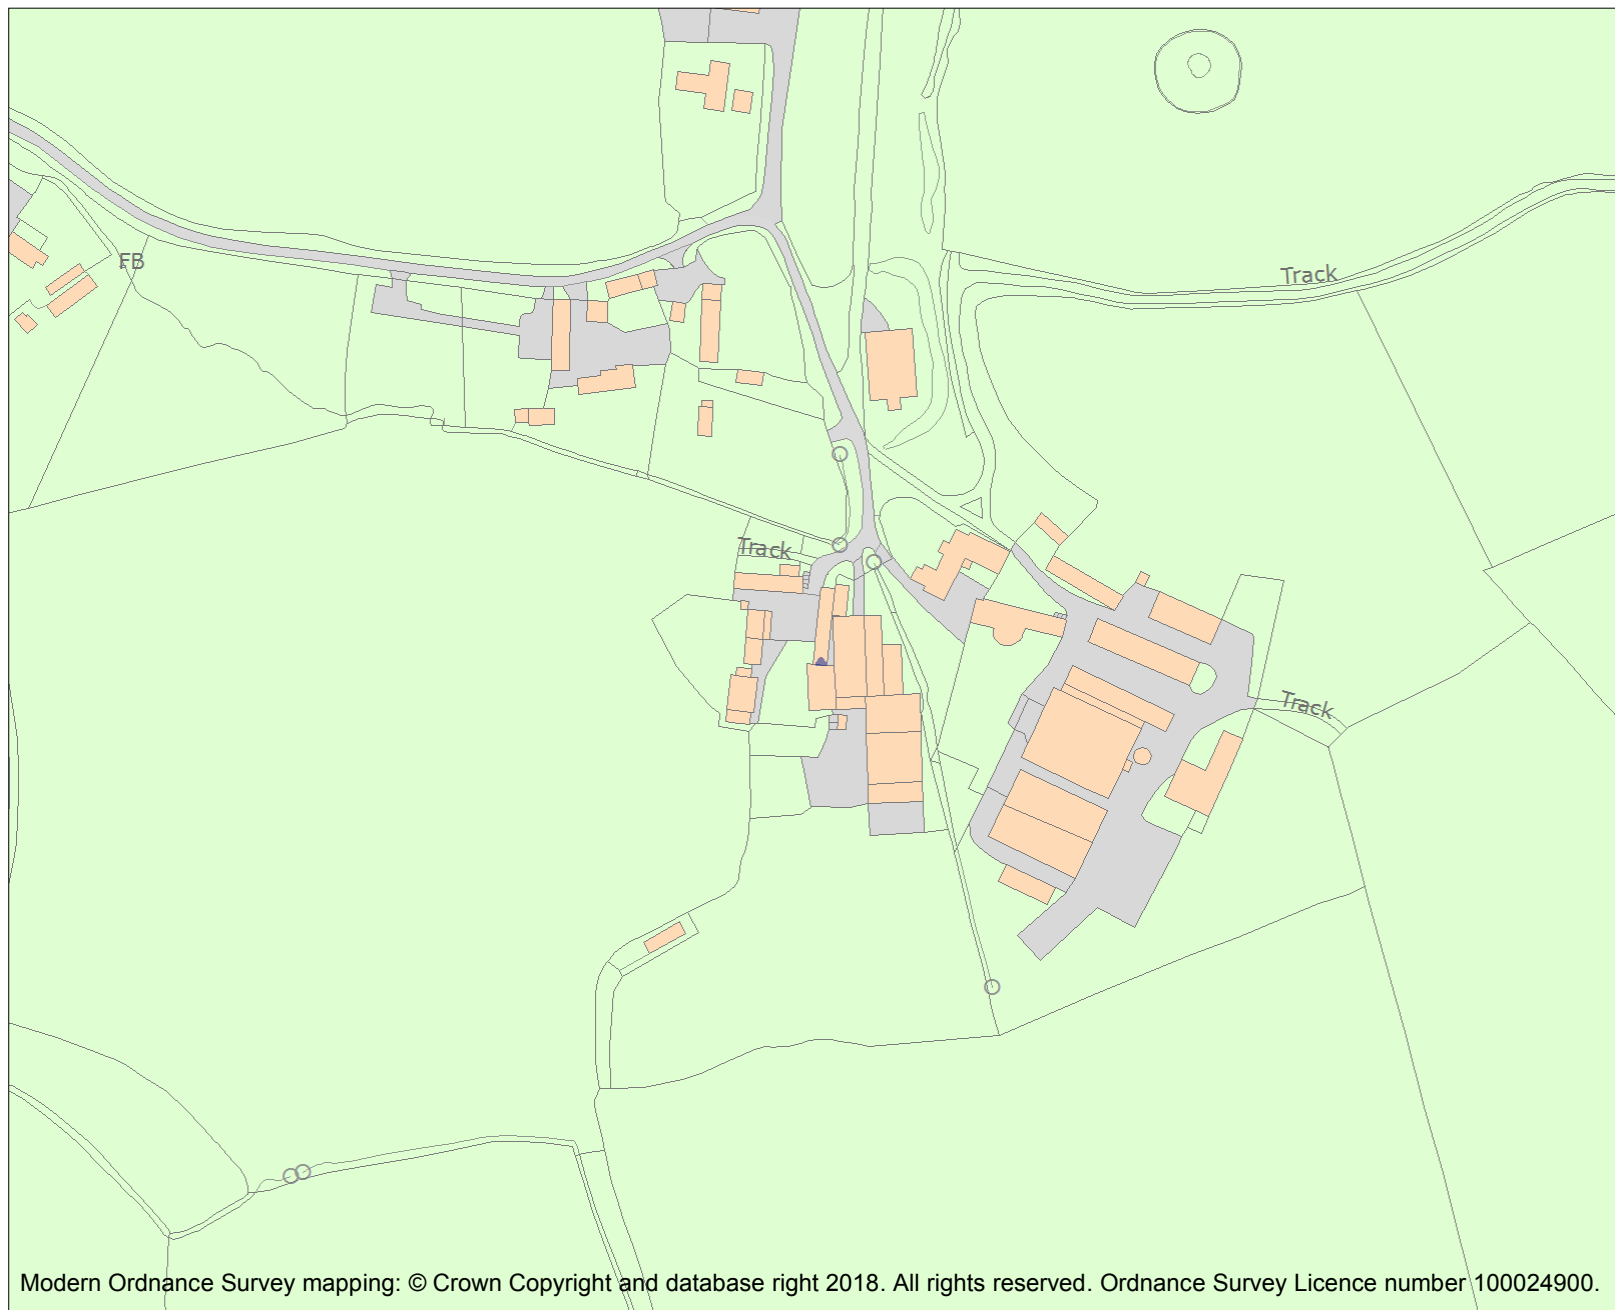 FB
Track
Track
Track
Modern Ordnance Survey mapping: © Crown Copyright and database right 2018. All rights reserved. Ordnance Survey Licence number 100024900.